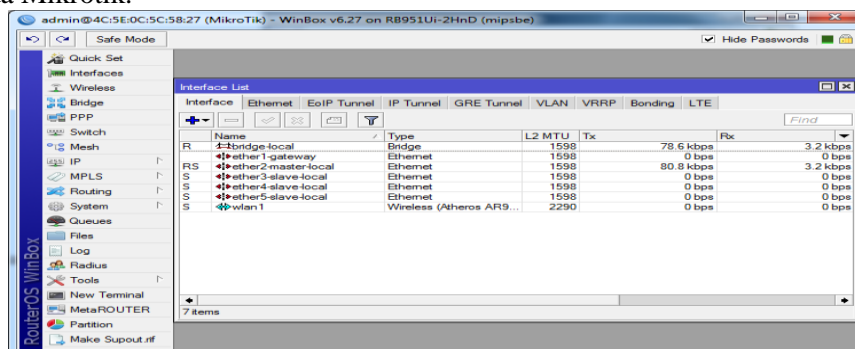 a Mikrotik.
admin@4C:5E:0C:5C:58:27 (MikroTik) - WinBox v6.27 on RB951Ui-2HnD (mipsbe)
Safe Mode
Hide Passwords
Quick Set
Interfaces
Wireless
Bridge
PPP
Switch
Mesh
IP
MPLS
Routing
System
Queues
Files
Log
Radius
Tools
New Terminal
MetaROUTER
Partition
Make Supout.rif
RouterOS WinBox
Interface List
Interface Ethernet EoIP Tunnel IP Tunnel GRE Tunnel VLAN VRRP Bonding LTE
Find
Name Type L2 MTU Tx Rx
R bridge-local Bridge 1598 78.6 kbps 3.2 kbps
ether1-gateway Ethernet 1598 0 bps 0 bps
RS ether2-master-local Ethernet 1598 80.8 kbps 3.2 kbps
S ether3-slave-local Ethernet 1598 0 bps 0 bps
S ether4-slave-local Ethernet 1598 0 bps 0 bps
S ether5-slave-local Ethernet 1598 0 bps 0 bps
S wlan1 Wireless (Atheros AR9... 2290 0 bps 0 bps
7 items